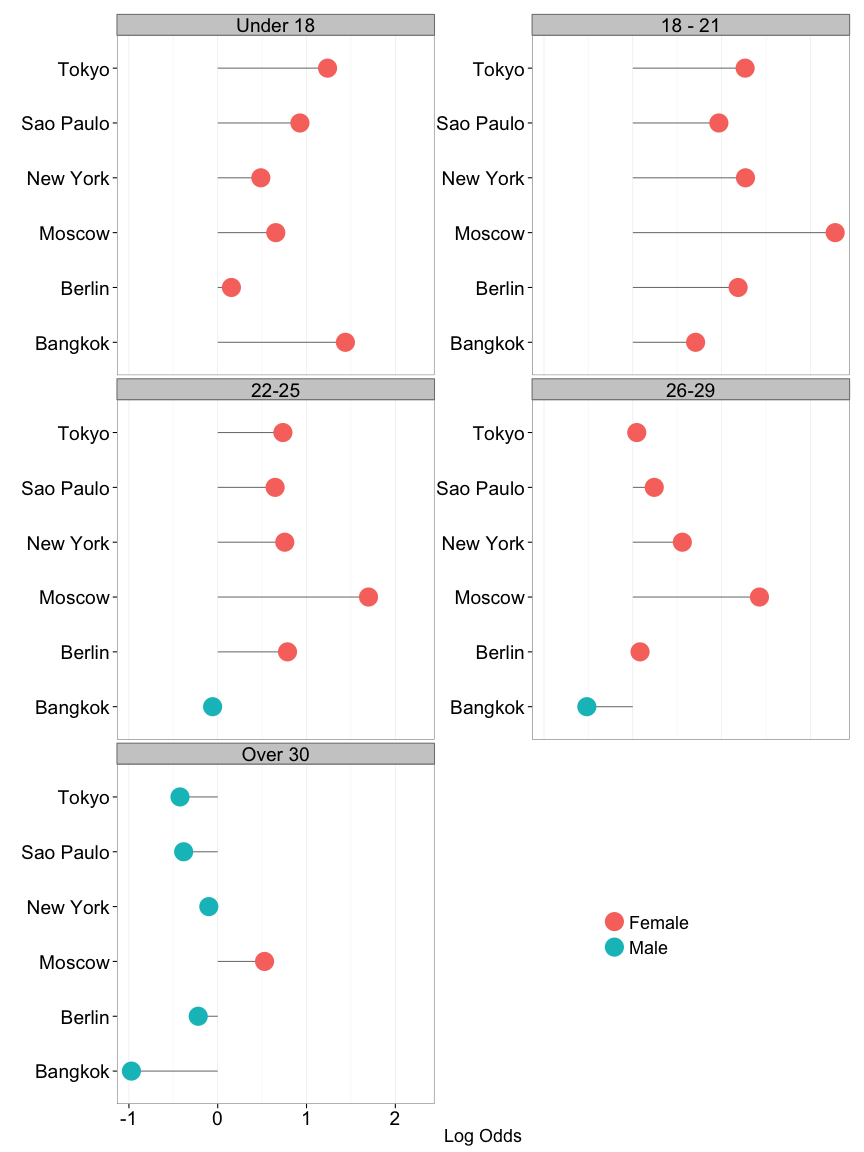 Under 18
Tokyo
Sao Paulo
New York
Moscow
Berlin
Bangkok
18 - 21
Tokyo
Sao Paulo
New York
Moscow
Berlin
Bangkok
22-25
Tokyo
Sao Paulo
New York
Moscow
Berlin
Bangkok
26-29
Tokyo
Sao Paulo
New York
Moscow
Berlin
Bangkok
Over 30
Tokyo
Sao Paulo
New York
Moscow
Berlin
Bangkok
-1 0 1 2
Log Odds
Female
Male